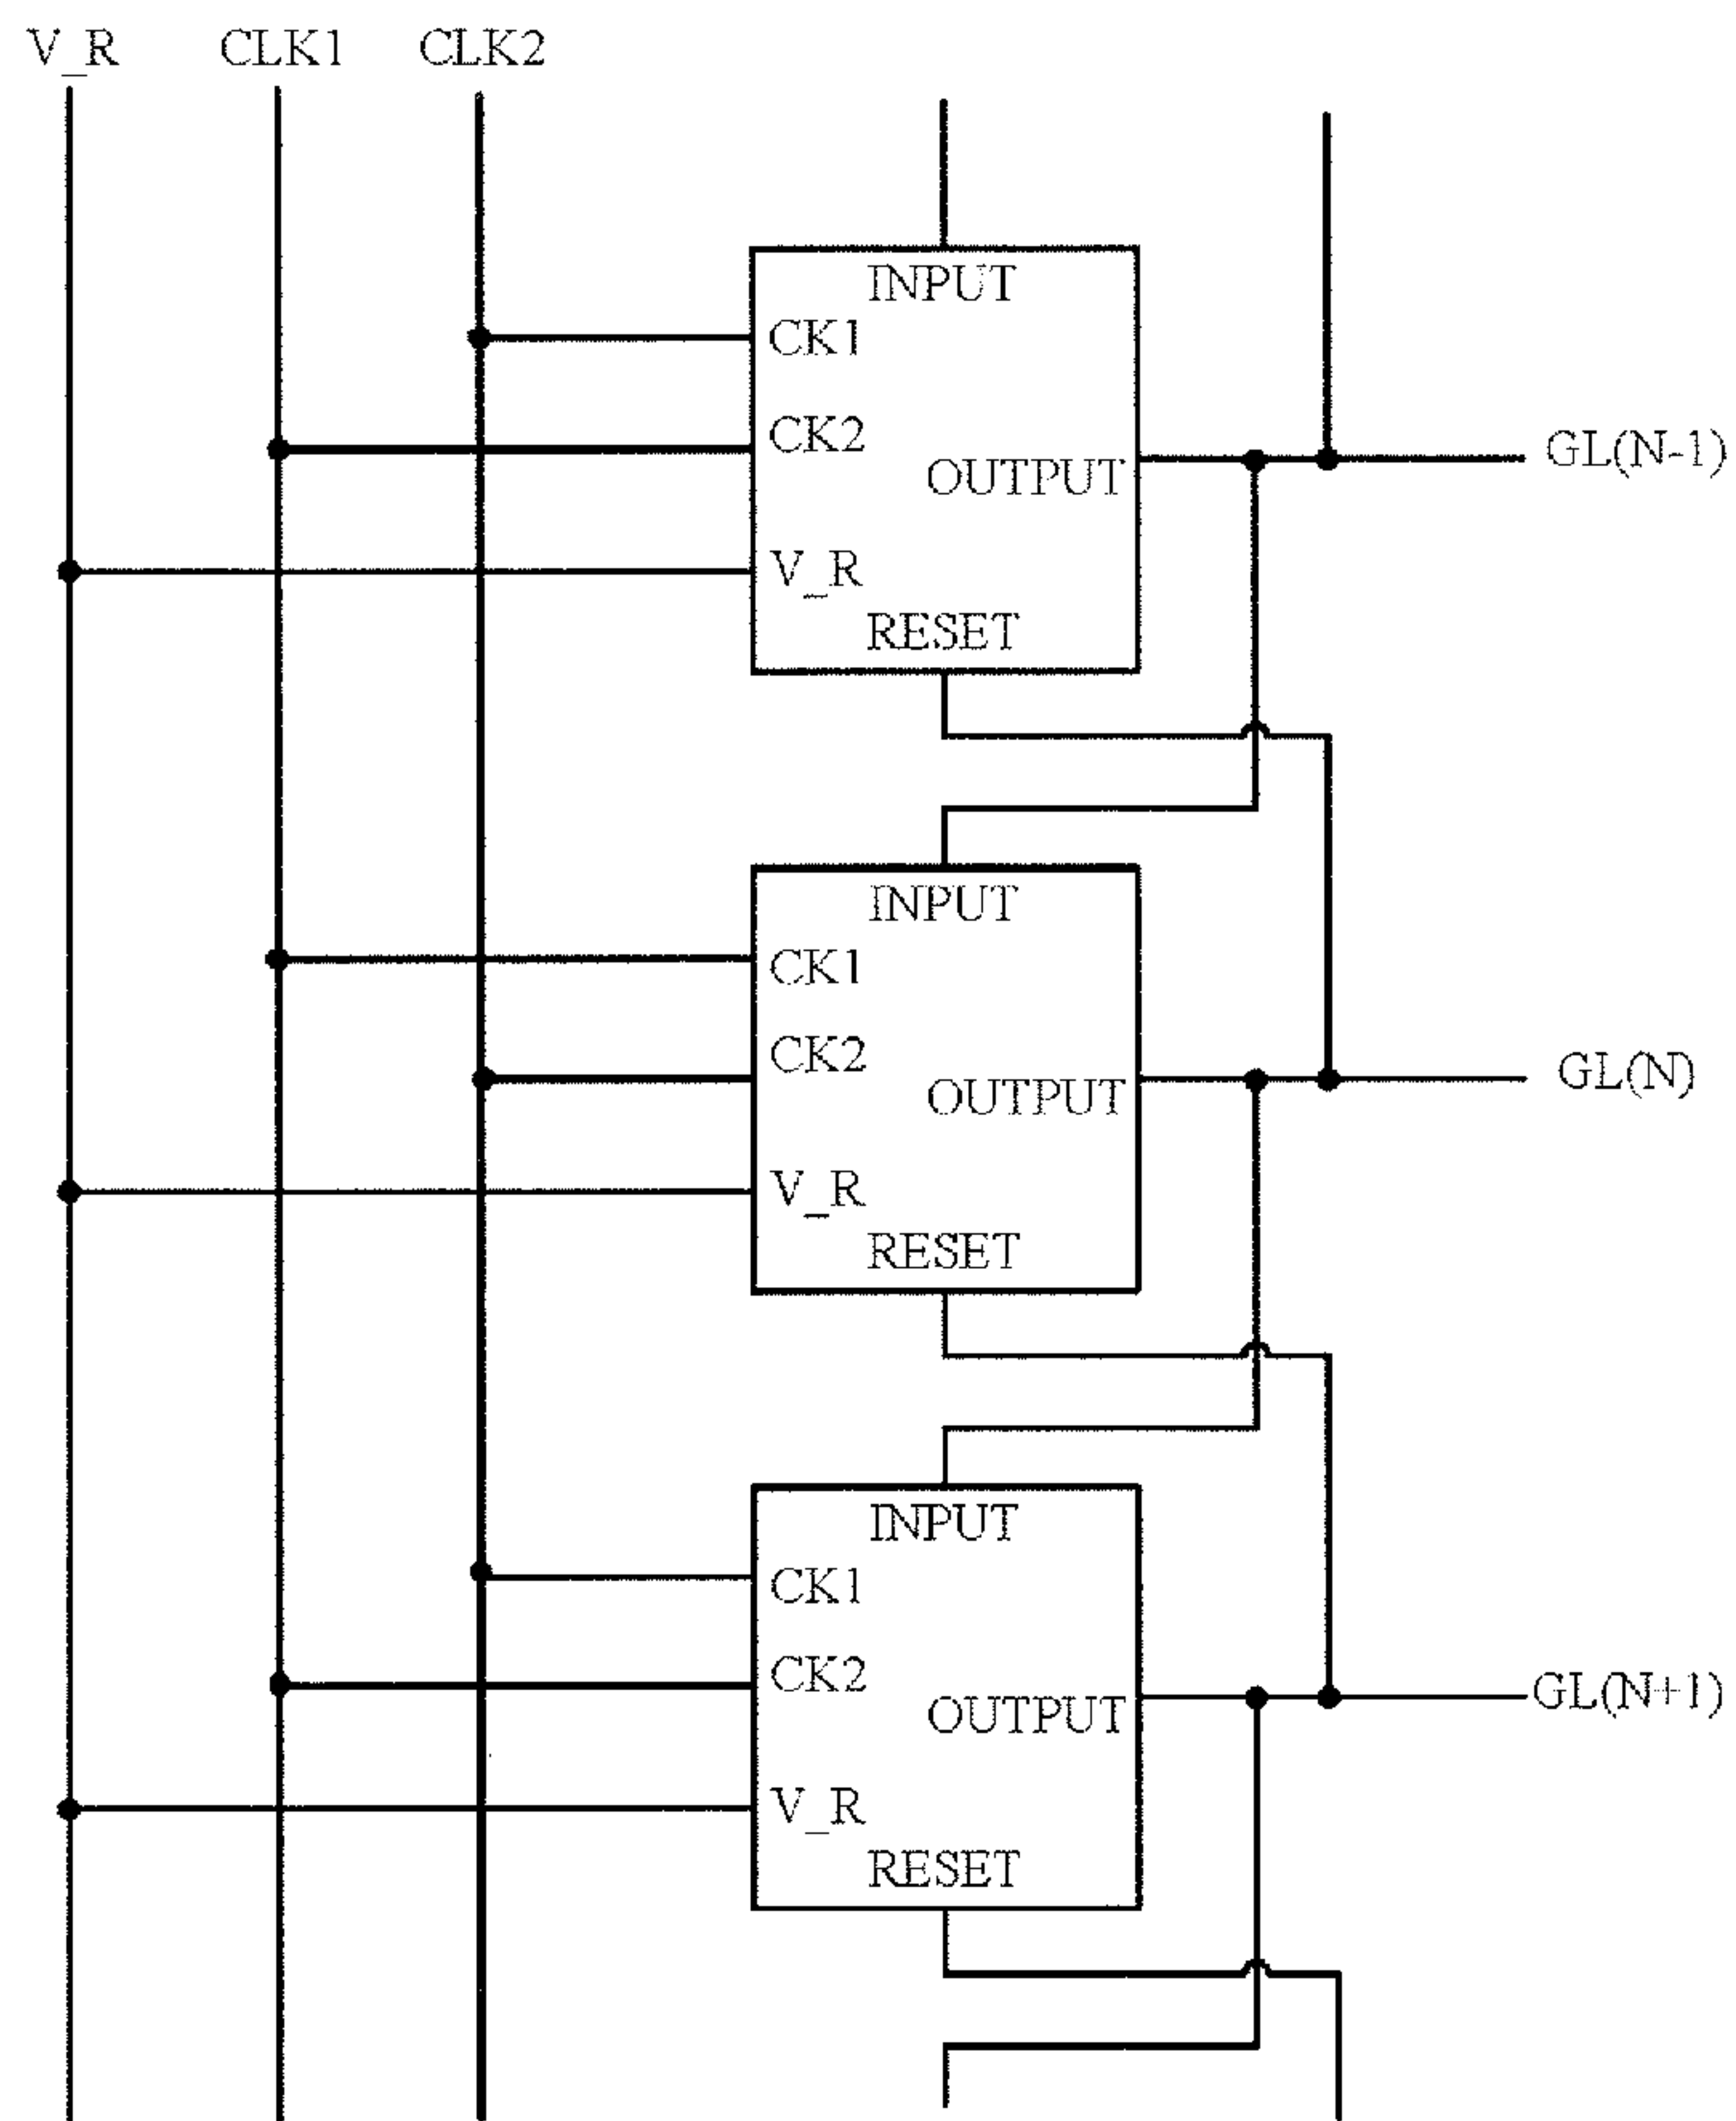 V_R CLK1 CLK2
INPUT
CK1
CK2
OUTPUT
GL(N-1)
V_R
RESET
INPUT
CK1
CK2
OUTPUT
GL(N)
V_R
RESET
INPUT
CK1
CK2
OUTPUT
GL(N+1)
V_R
RESET